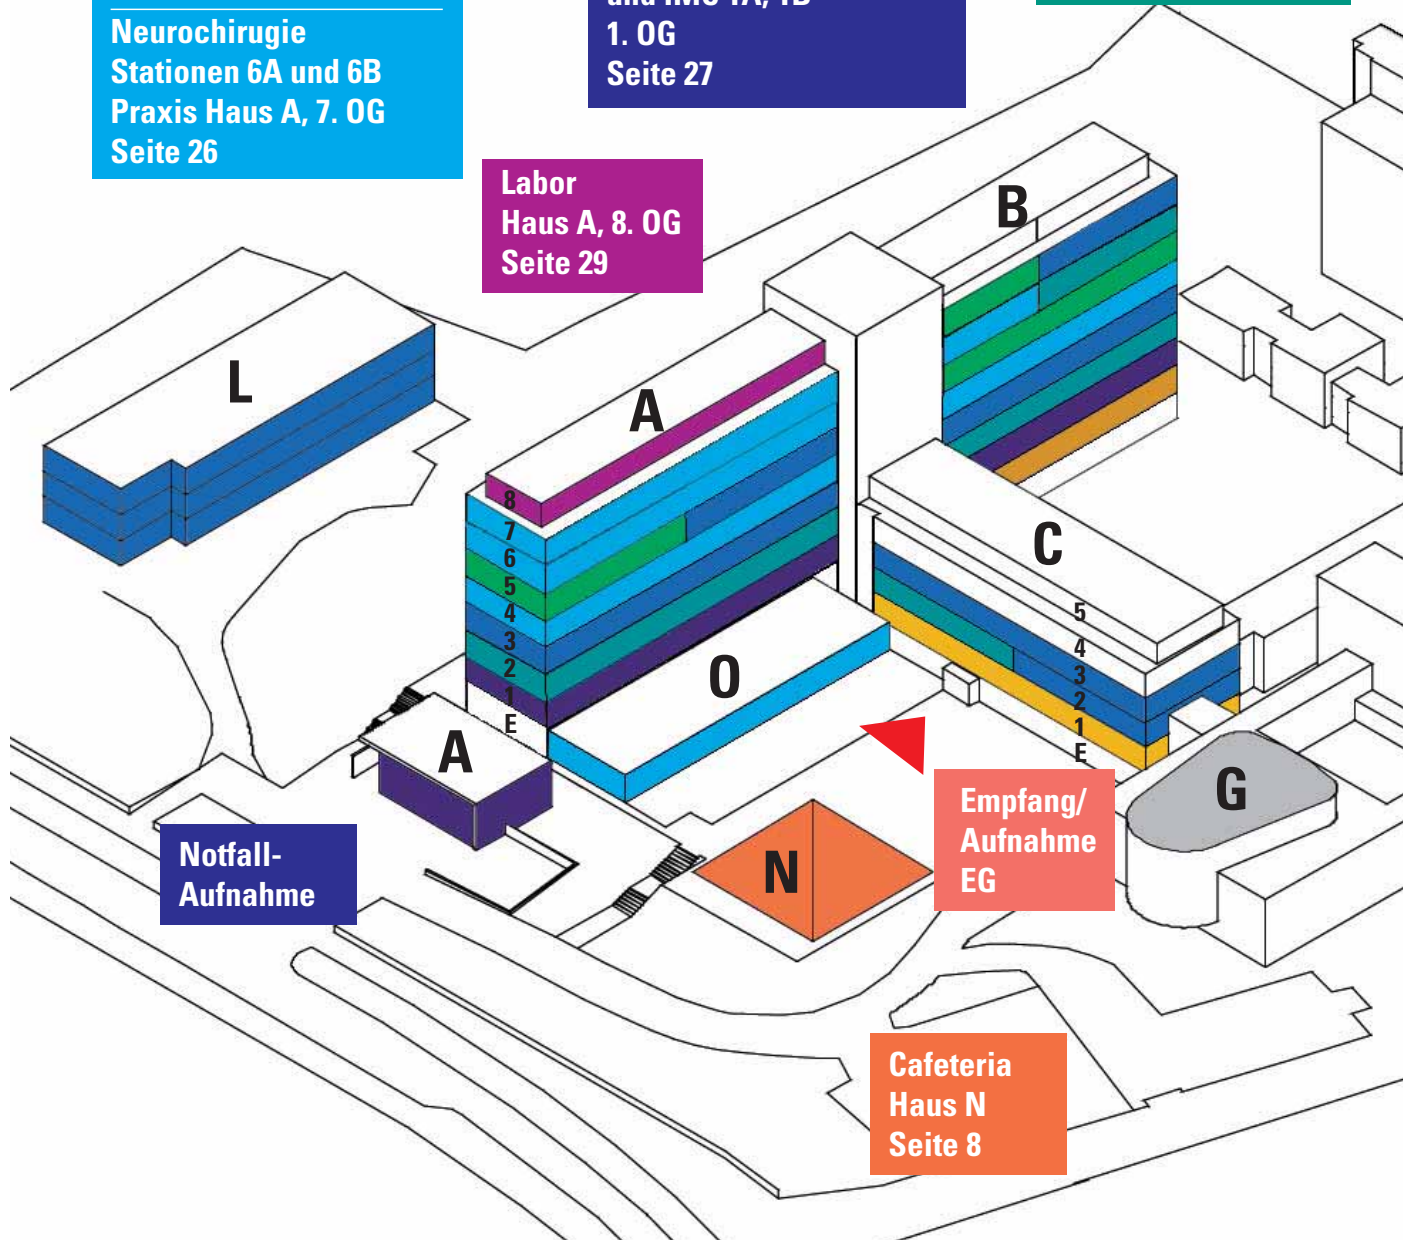 Neurochirugie
Stationen 6A und 6B
Praxis Haus A, 7. OG
Seite 26
1. OG
Seite 27
Labor
Haus A, 8. OG
Seite 29
B
L
A
8
7
6
5
4
3
2
1
E
C
5
4
3
2
1
E
O
A
G
N
Empfang/
Aufnahme
EG
Notfall-
Aufnahme
Cafeteria
Haus N
Seite 8